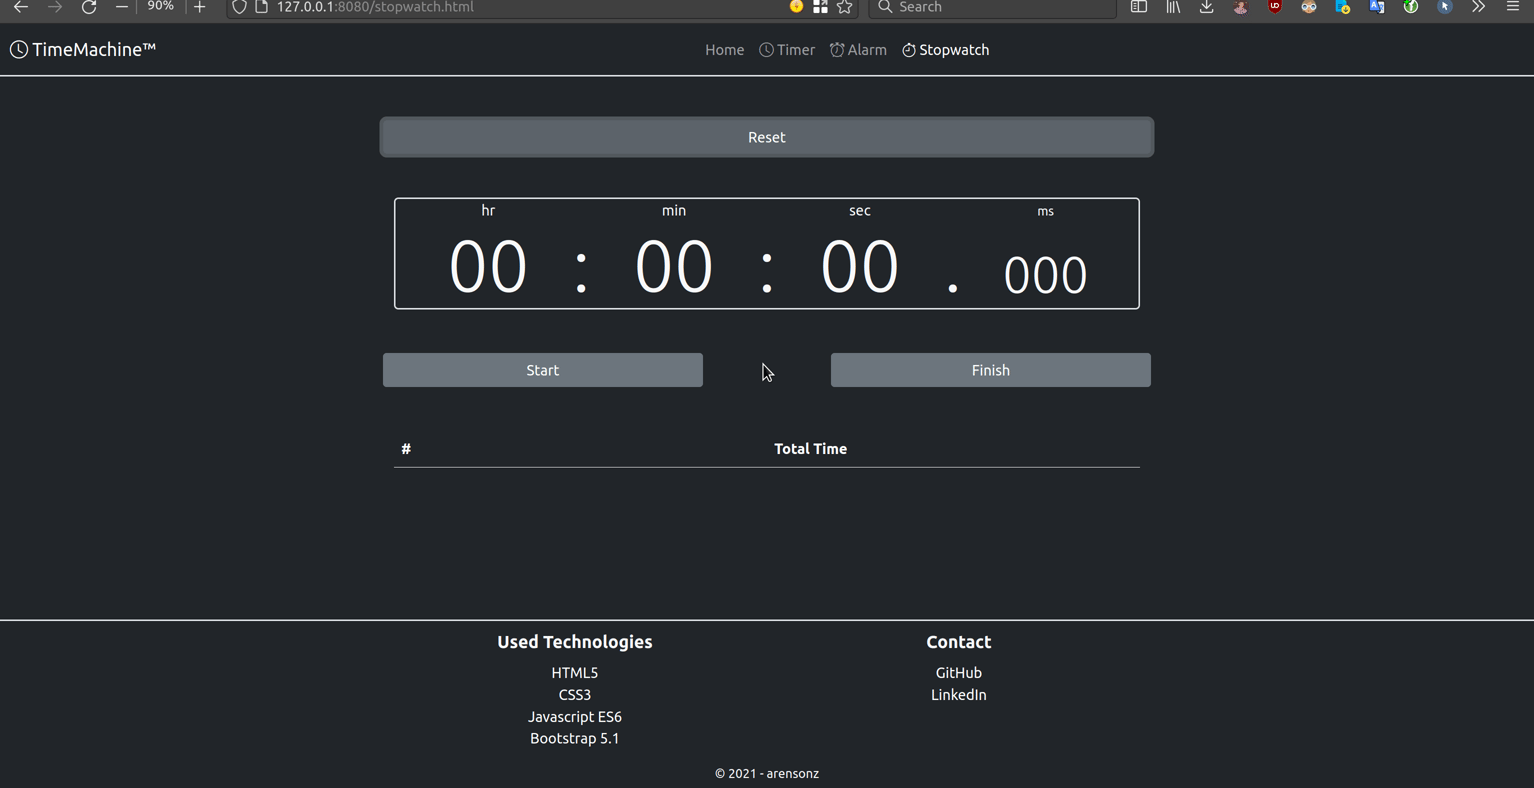 90%
127.0.0.1:8080/stopwatch.html
Search
TimeMachine™
Home Timer Alarm Stopwatch
Reset
hr min sec ms
00 : 00 : 00 . 000
Start Finish
# Total Time
Used Technologies
HTML5
CSS3
Javascript ES6
Bootstrap 5.1
Contact
GitHub
LinkedIn
© 2021 - arensonz